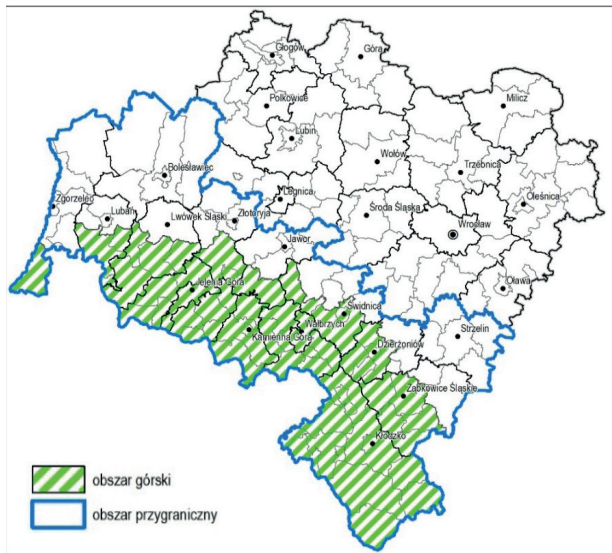 Głogów
Góra
Polkowice
Milicz
Lubin
Wołów
Trzebnica
Bolesławiec
Legnica
Oleśnica
Zgorzelec
Lubań
Lwówek Śląski
Złotoryja
Środa Śląska
Wrocław
Jawor
Jelenia Góra
Oława
Świdnica
Kamienna Góra
Wałbrzych
Strzelin
Dzierżoniów
Ząbkowice Śląskie
Kłodzko
obszar górski
obszar przygraniczny